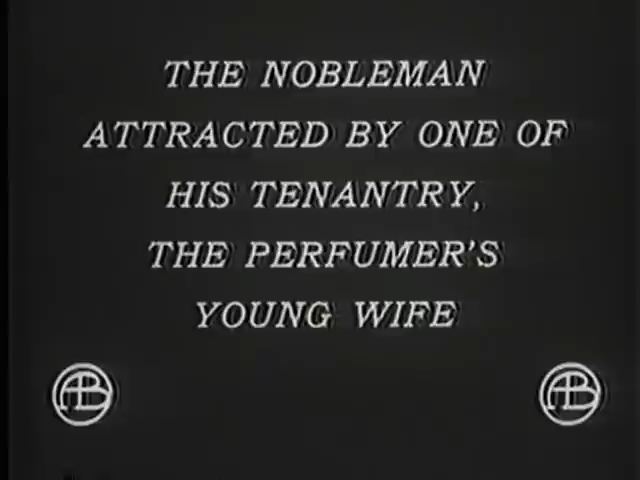 THE NOBLEMAN
ATTRACTED BY ONE OF
HIS TENANTRY,
THE PERFUMER'S
YOUNG WIFE
AB AB